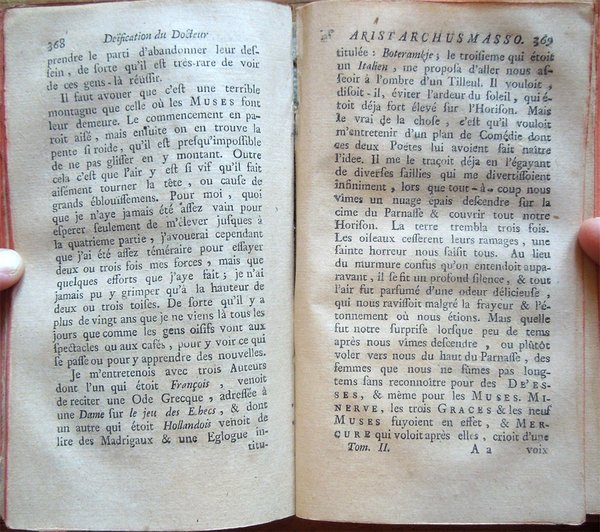 368 Deïfication du Docteur
prendre le parti d'abandonner leur des-
sein, de sorte qu'il est très-rare de voir
de ces gens-là réussir.
Il faut avouer que c'est une terrible
montagne que celle où les MUSES font
leur demeure. Le commencement en pa-
roit aisé, mais ensuite on en trouve la
pente si roide, qu'il est presqu'impossible
de ne pas glisser en y montant. Outre
cela c'est que l'air y est si vif qu'il fait
aisément tourner la tête, ou cause de
grands éblouissemens. Pour moi, quoi
que je n'aye jamais été assez vain pour
espérer seulement de m'élever jusques à
la quatrieme partie, j'avouerai cependant
que j'ai été assez téméraire pour essayer
deux ou trois fois mes forces, mais que
quelques efforts que j'aye fait; je n'ai
jamais pu y grimper qu'à la hauteur de
deux ou trois toises. De sorte qu'il y a
plus de vingt ans que je ne viens là tous les
jours que comme les gens oisifs vont aux
spectacles ou aux cafés, pour y voir ce qui
se passe ou pour y apprendre des nouvelles.
Je m'entretenois avec trois Auteurs
dont l'un qui étoit François, venoit
de reciter une Ode Grecque, adressée à
une Dame sur le jeu des Echecs, & dont
un autre qui étoit Hollandois venoit de
lire des Madrigaux & une Eglogue in-
titu-
ARISTARCHUS MASSO. 369
titulée: Boterankje; le troisieme qui étoit
un Italien, me proposa d'aller nous as-
seoir à l'ombre d'un Tilleul. Il vouloit,
disoit-il, éviter l'ardeur du soleil, qui é-
toit déja fort élevé sur l'Horison. Mais
le vrai de la chose, c'est qu'il vouloit
m'entretenir d'un plan de Comédie dont
ces deux Poëtes lui avoient fait naître
l'idee. Il me le traçoit déja en l'égayant
de diverses saillies qui me divertissoient
infiniment, lors que tout-à-coup nous
vimes un nuage épais descendre sur la
cime du Parnasse & couvrir tout notre
Horison. La terre trembla trois fois.
Les oiseaux cesserent leurs ramages, une
sainte horreur nous saisit tous. Au lieu
du murmure confus qu'on entendoit aupa-
ravant, il se fit un profond silence, & tout
l'air fut parfumé d'une odeur délicieuse,
qui nous ravissoit malgré la frayeur & l'é-
tonnement où nous étions. Mais quelle
fut notre surprise lorsque peu de tems
après nous vimes descendre, ou plûtôt
voler vers nous du haut du Parnasse, des
femmes que nous ne fumes pas long-
tems sans reconnoître pour des DE'ES-
SES, & même pour les MUSES. MI-
NERVE, les trois GRACES & les neuf
MUSES fuyoient en effet, & MER-
CURE qui voloit après elles, crioit d'une
Tom. II. A a voix